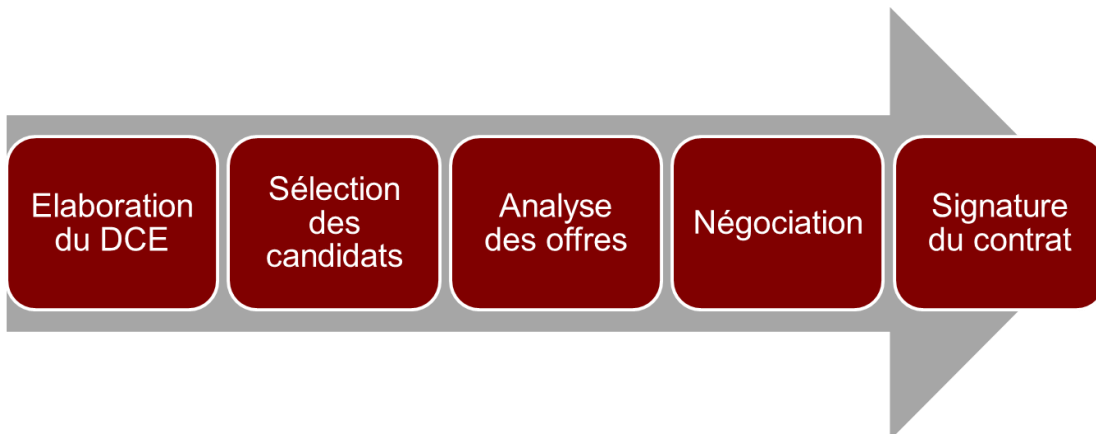 Elaboration
du DCE
Sélection
des
candidats
Analyse
des offres
Négociation
Signature
du contrat